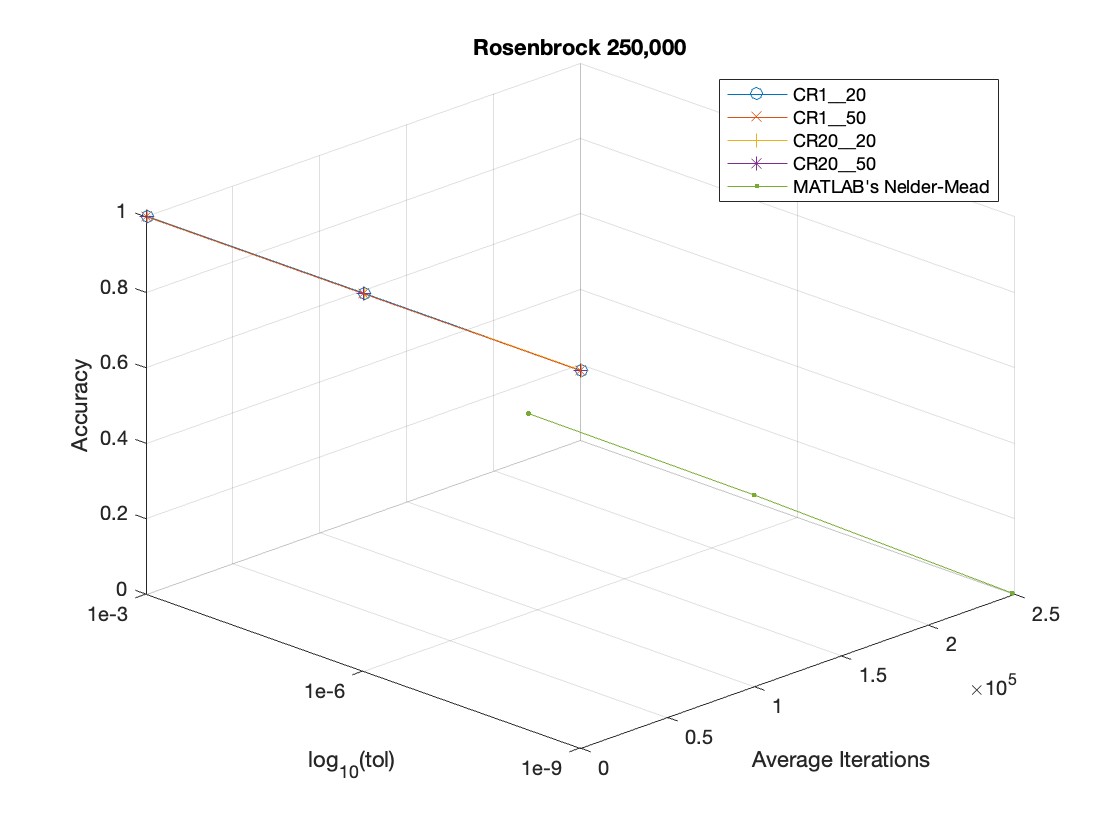 Rosenbrock 250,000
CR1__20
CR1__50
CR20__20
CR20__50
MATLAB's Nelder-Mead
1
0.8
0.6
0.4
0.2
0
Accuracy
1e-3
1e-6
1e-9
log10(tol)
0
0.5
1
1.5
2
2.5
×10^5
Average Iterations